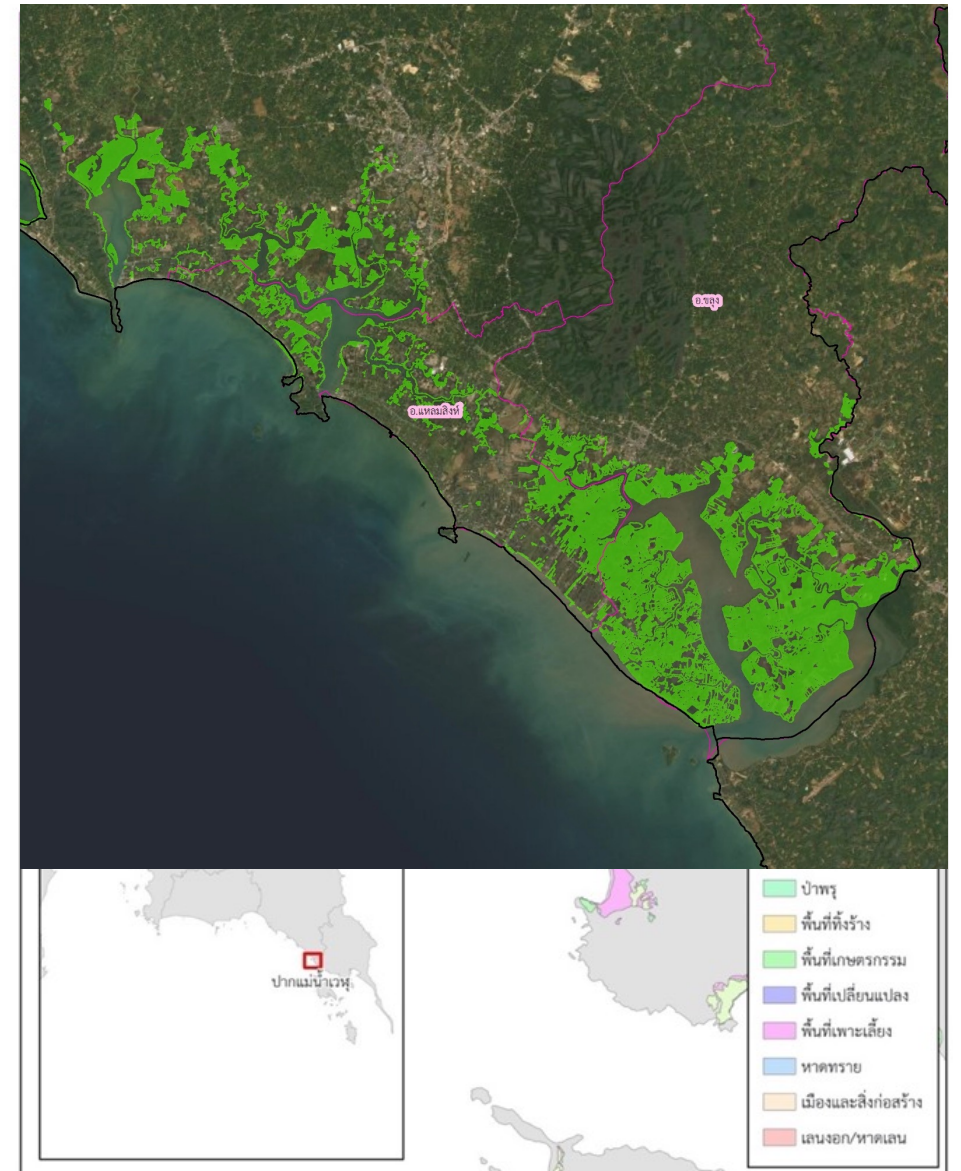 อ.ขลุง
อ.แหลมสิงห์
ปากแม่น้ำเวฬุ
ป่าพรุ
พื้นที่ทิ้งร้าง
พื้นที่เกษตรกรรม
พื้นที่เปลี่ยนแปลง
พื้นที่เพาะเลี้ยง
หาดทราย
เมืองและสิ่งก่อสร้าง
เลนงอก/หาดเลน